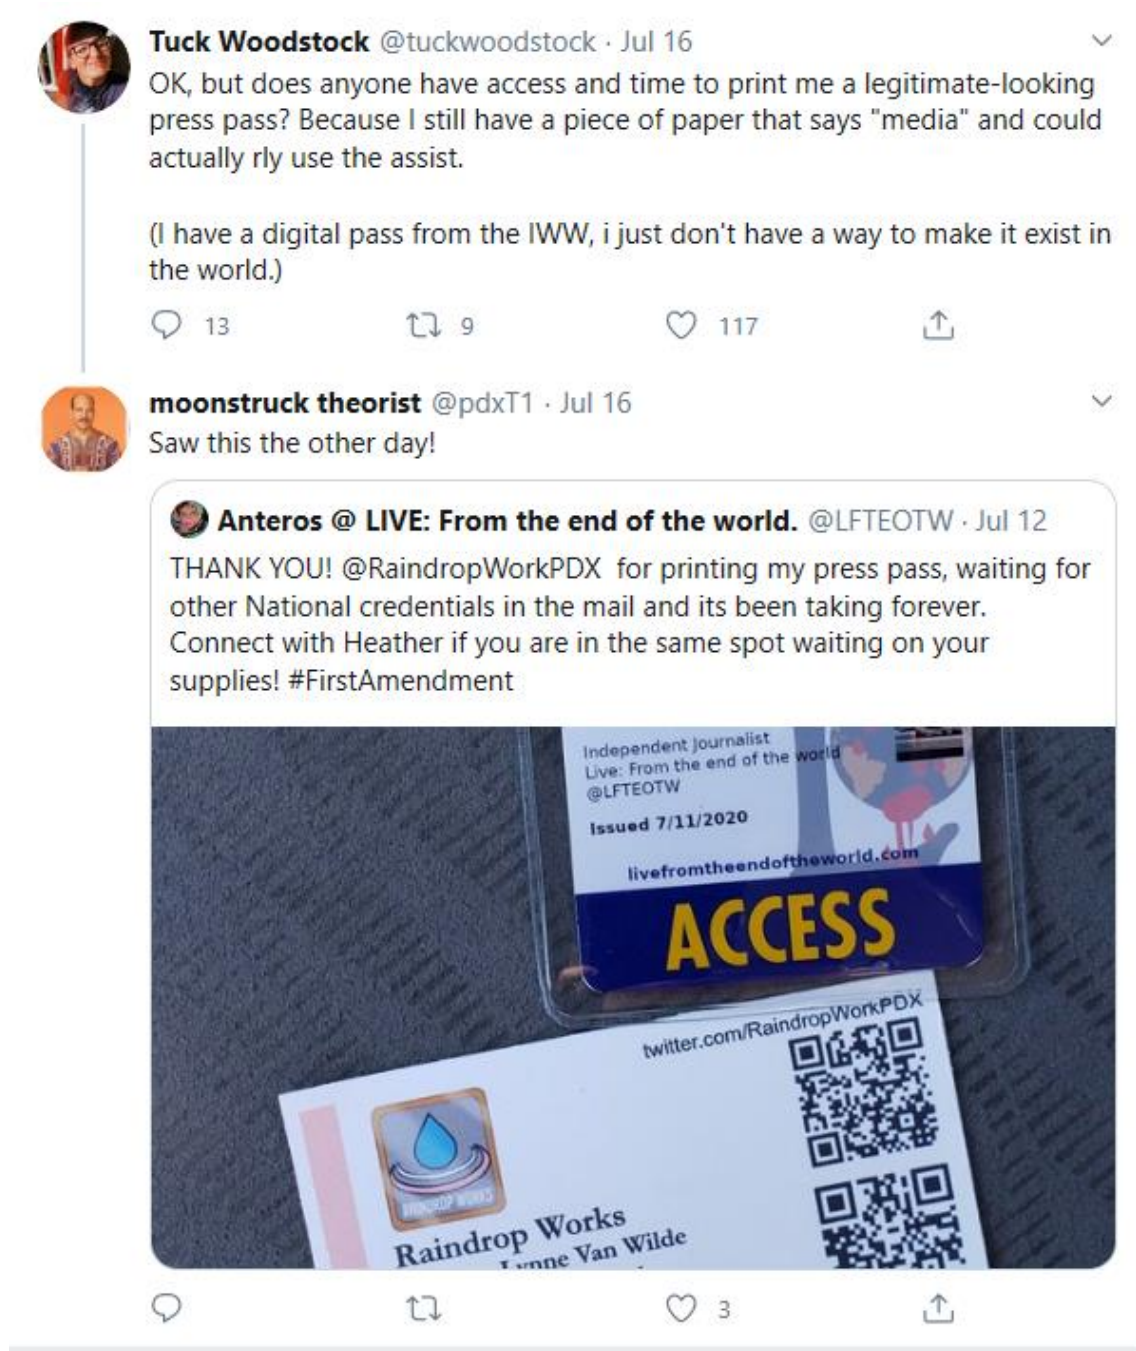 Tuck Woodstock @tuckwoodstock · Jul 16
OK, but does anyone have access and time to print me a legitimate-looking
press pass? Because I still have a piece of paper that says "media" and could
actually rly use the assist.
(I have a digital pass from the IWW, i just don't have a way to make it exist in
the world.)
13 9 117
moonstruck theorist @pdxT1 · Jul 16
Saw this the other day!
Anteros @ LIVE: From the end of the world. @LFTEOTW · Jul 12
THANK YOU! @RaindropWorkPDX for printing my press pass, waiting for
other National credentials in the mail and its been taking forever.
Connect with Heather if you are in the same spot waiting on your
supplies! #FirstAmendment
Independent Journalist
Live: From the end of the world
@LFTEOTW
Issued 7/11/2020
livefromtheendoftheworld.com
ACCESS
twitter.com/RaindropWorkPDX
RAINDROP WORKS
Raindrop Works
Lynne Van Wilde
3